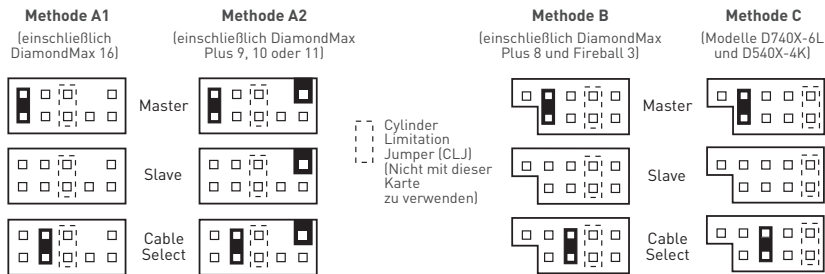 Methode A1
(einschließlich
DiamondMax 16)
Methode A2
(einschließlich DiamondMax
Plus 9, 10 oder 11)
Methode B
(einschließlich DiamondMax
Plus 8 und Fireball 3)
Methode C
(Modelle D740X-6L
und D540X-4K)
Master
Master
Cylinder
Limitation
Jumper (CLJ)
(Nicht mit dieser
Karte
zu verwenden)
Slave
Slave
Cable
Select
Cable
Select